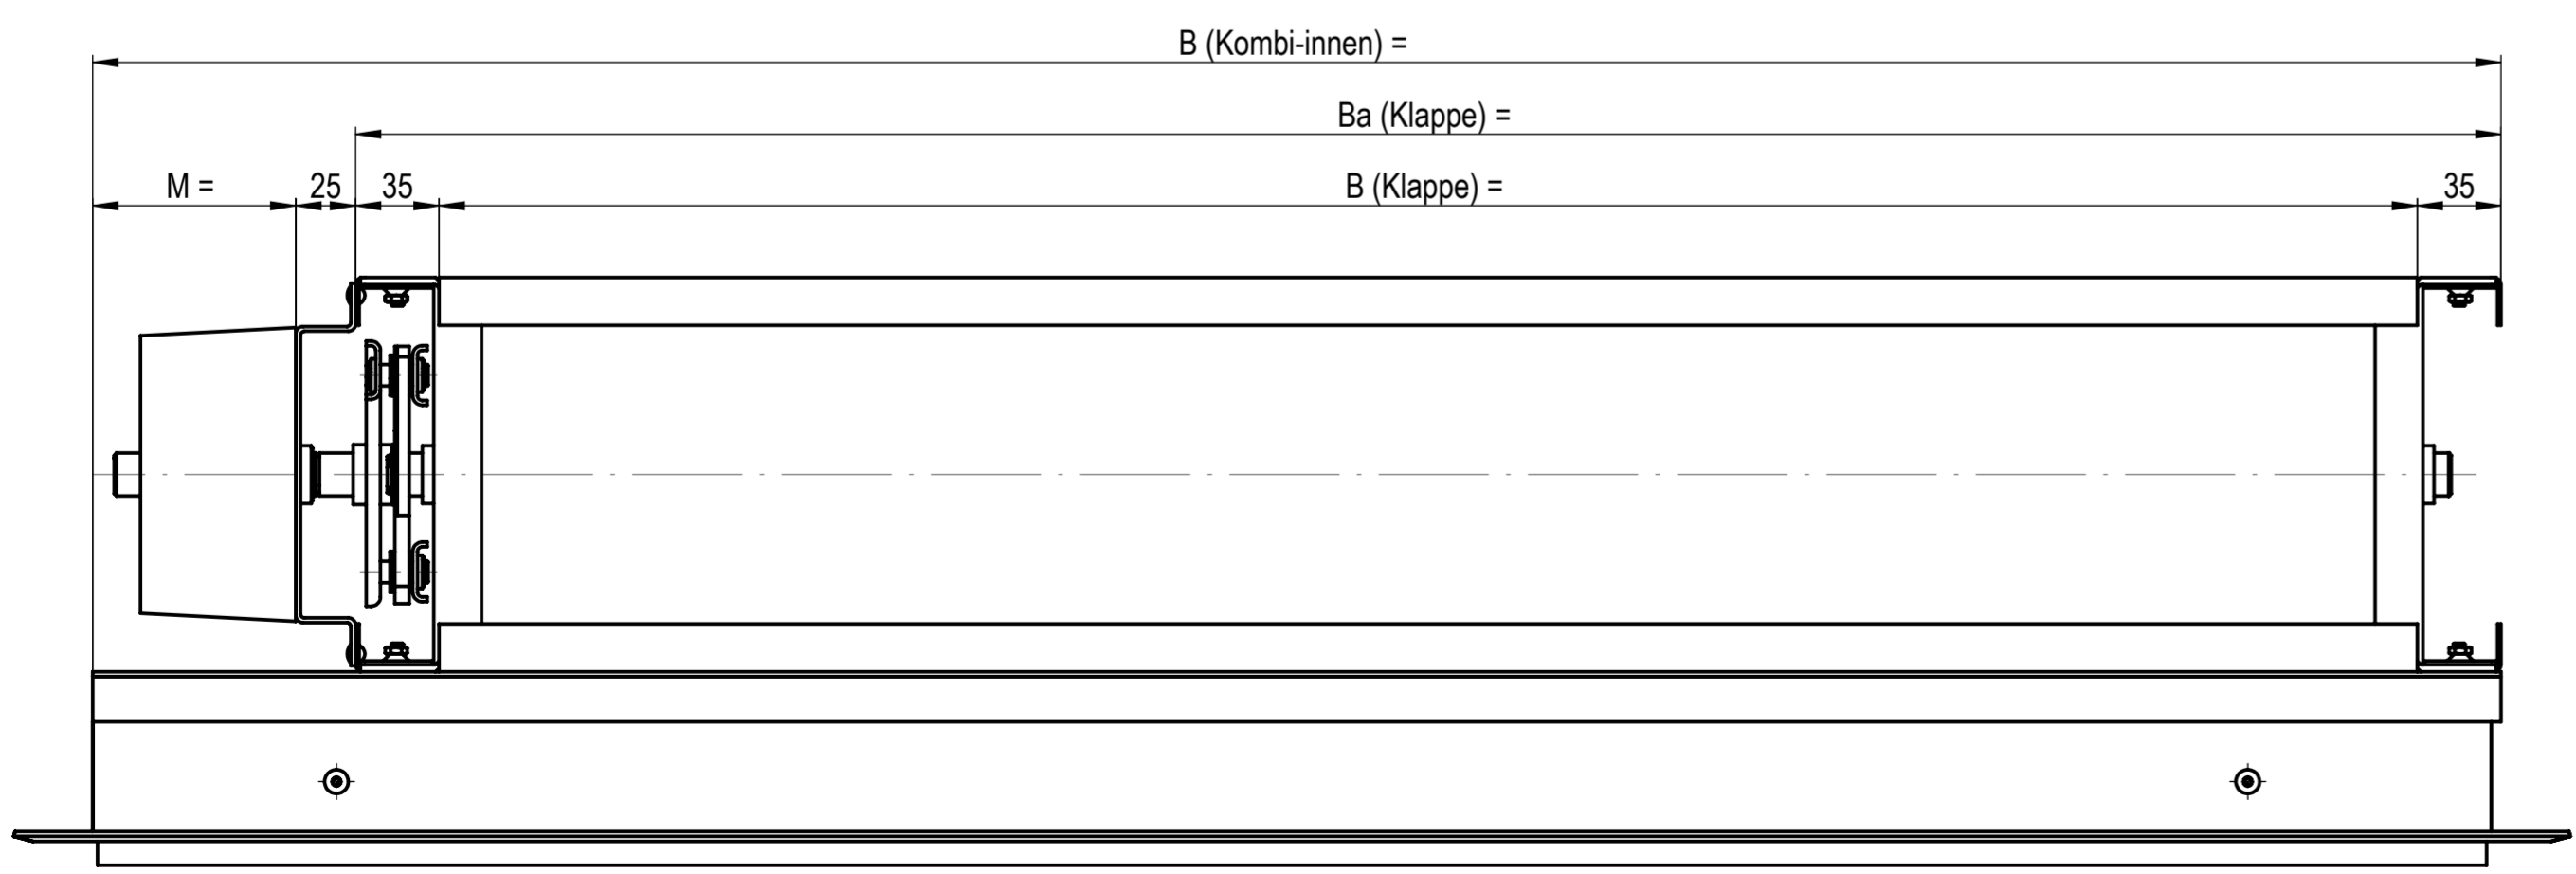 B (Kombi-innen) =
Ba (Klappe) =
M = 25 35 B (Klappe) = 35